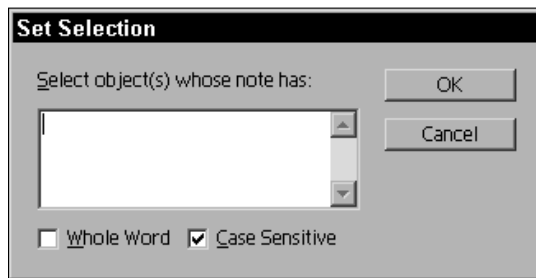 Set Selection
Select object(s) whose note has:
OK
Cancel
Whole Word Case Sensitive